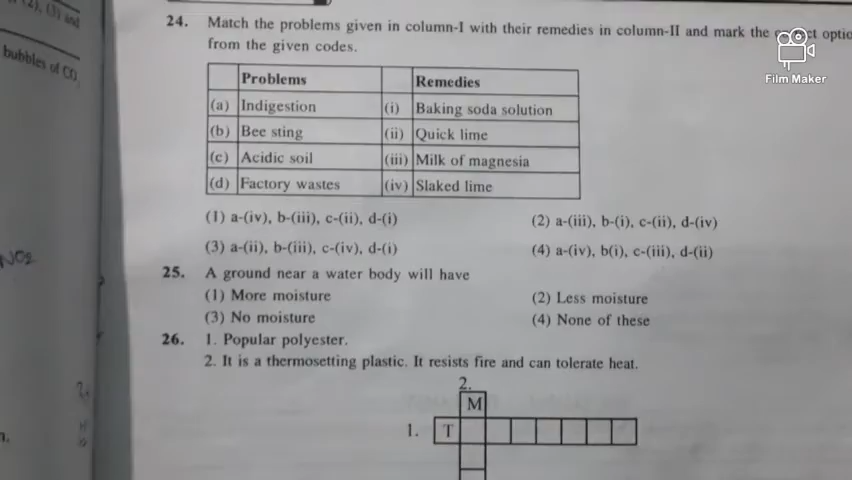 (2), (3) and
bubbles of CO
NO2
24. Match the problems given in column-I with their remedies in column-II and mark the optio
from the given codes.
Film Maker
Problems Remedies
(a) Indigestion (i) Baking soda solution
(b) Bee sting (ii) Quick lime
(c) Acidic soil (iii) Milk of magnesia
(d) Factory wastes (iv) Slaked lime
(1) a-(iv), b-(iii), c-(ii), d-(i) (2) a-(iii), b-(i), c-(ii), d-(iv)
(3) a-(ii), b-(iii), c-(iv), d-(i) (4) a-(iv), b(i), c-(iii), d-(ii)
25. A ground near a water body will have
(1) More moisture (2) Less moisture
(3) No moisture (4) None of these
26. 1. Popular polyester.
2. It is a thermosetting plastic. It resists fire and can tolerate heat.
2.
M
1. T